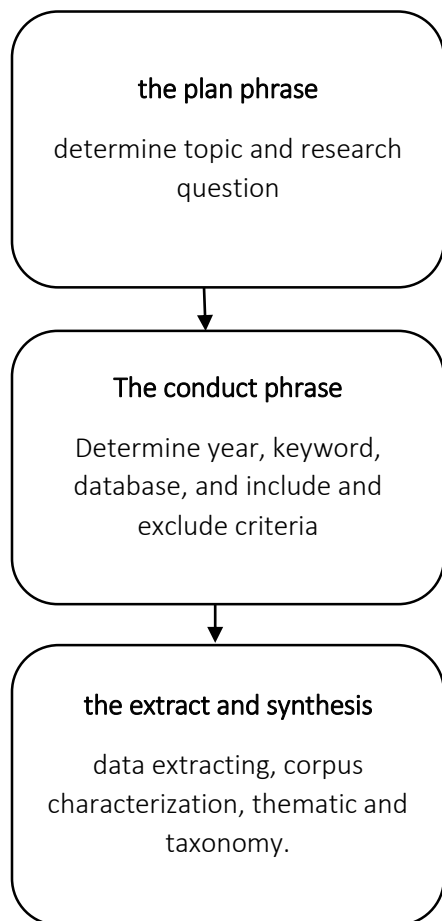 the plan phrase
determine topic and research
question
The conduct phrase
Determine year, keyword,
database, and include and
exclude criteria
the extract and synthesis
data extracting, corpus
characterization, thematic and
taxonomy.